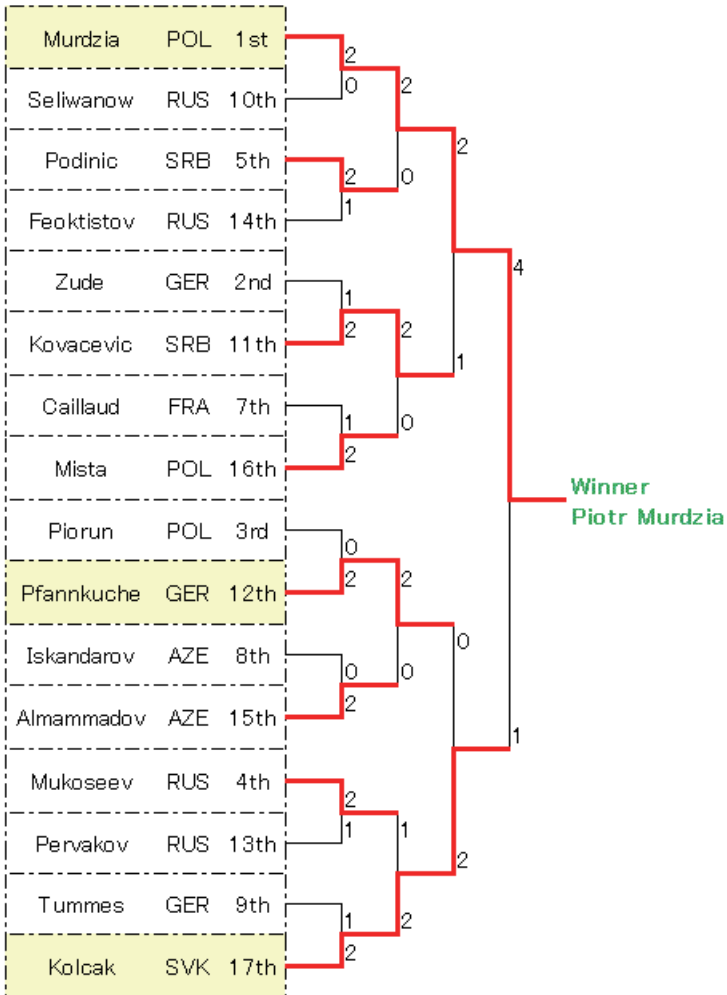 Murdzia POL 1st
2
0
Seliwanow RUS 10th
2
2
0
Podinic SRB 5th
2
1
Feoktistov RUS 14th
4
Zude GER 2nd
1
2
Kovacevic SRB 11th
2
1
0
Caillaud FRA 7th
1
2
Mista POL 16th
Winner
Piotr Murdzia
Piorun POL 3rd
0
2
Pfannkuche GER 12th
2
0
0
Iskandarov AZE 8th
0
2
Almammadov AZE 15th
1
Mukoseev RUS 4th
2
1
Pervakov RUS 13th
1
2
2
Tummes GER 9th
1
2
Kolcak SVK 17th